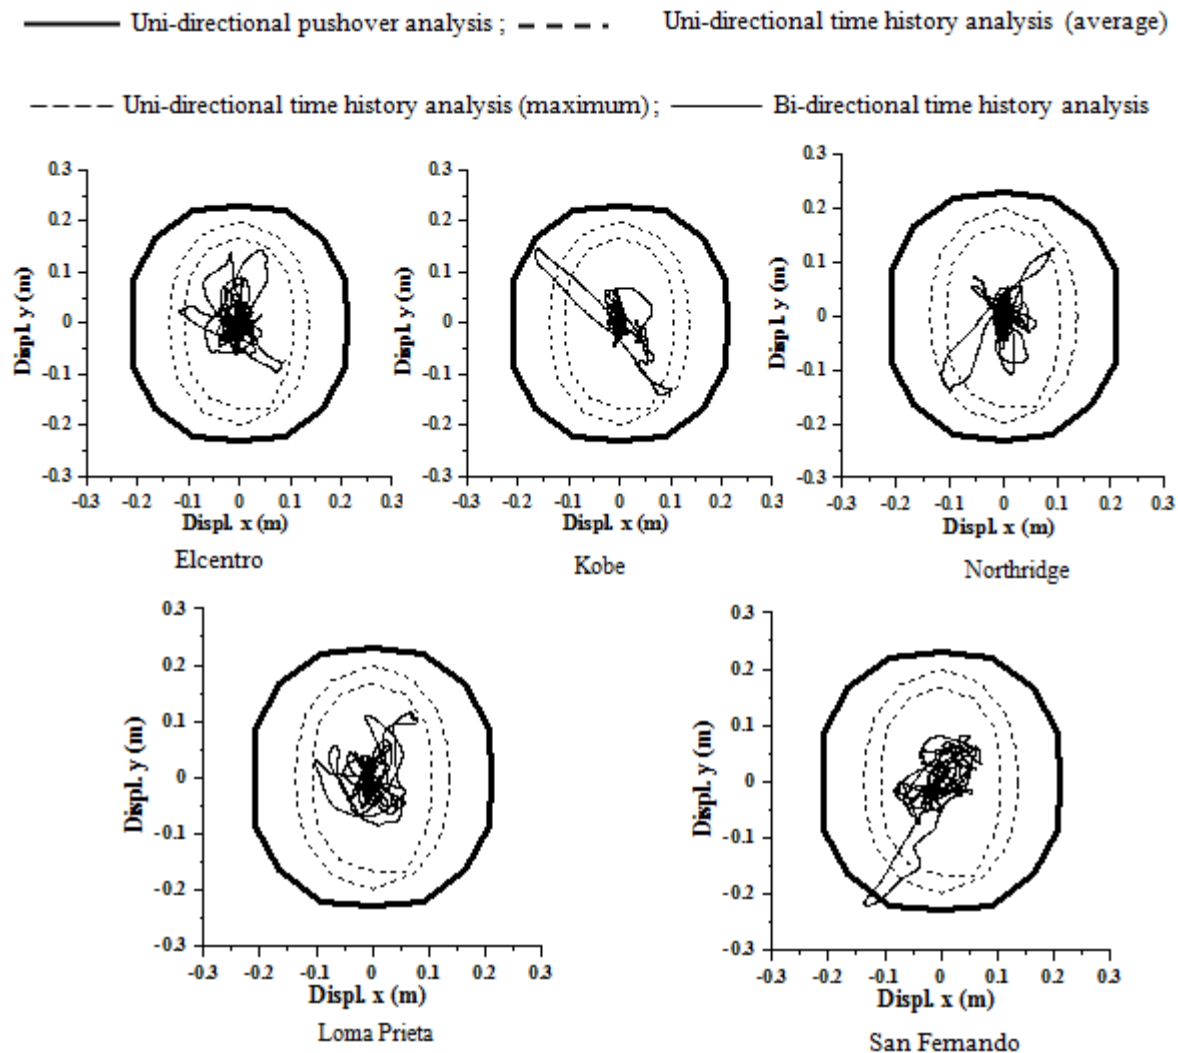 Uni-directional pushover analysis ; Uni-directional time history analysis (average)
Uni-directional time history analysis (maximum) ; Bi-directional time history analysis
0.3
0.2
0.1
0
-0.1
-0.2
-0.3
Displ. y (m)
-0.3 -0.2 -0.1 0 0.1 0.2 0.3
Displ. x (m)
Elcentro
0.3
0.2
0.1
0
-0.1
-0.2
-0.3
Displ. y (m)
-0.3 -0.2 -0.1 0 0.1 0.2 0.3
Displ. x (m)
Kobe
0.3
0.2
0.1
0
-0.1
-0.2
-0.3
Displ. y (m)
-0.3 -0.2 -0.1 0 0.1 0.2 0.3
Displ. x (m)
Northridge
0.3
0.2
0.1
0
-0.1
-0.2
-0.3
Displ. y (m)
-0.3 -0.2 -0.1 0 0.1 0.2 0.3
Displ. x (m)
Loma Prieta
0.3
0.2
0.1
0
-0.1
-0.2
-0.3
Displ. y (m)
-0.3 -0.2 -0.1 0 0.1 0.2 0.3
Displ. x (m)
San Fernando